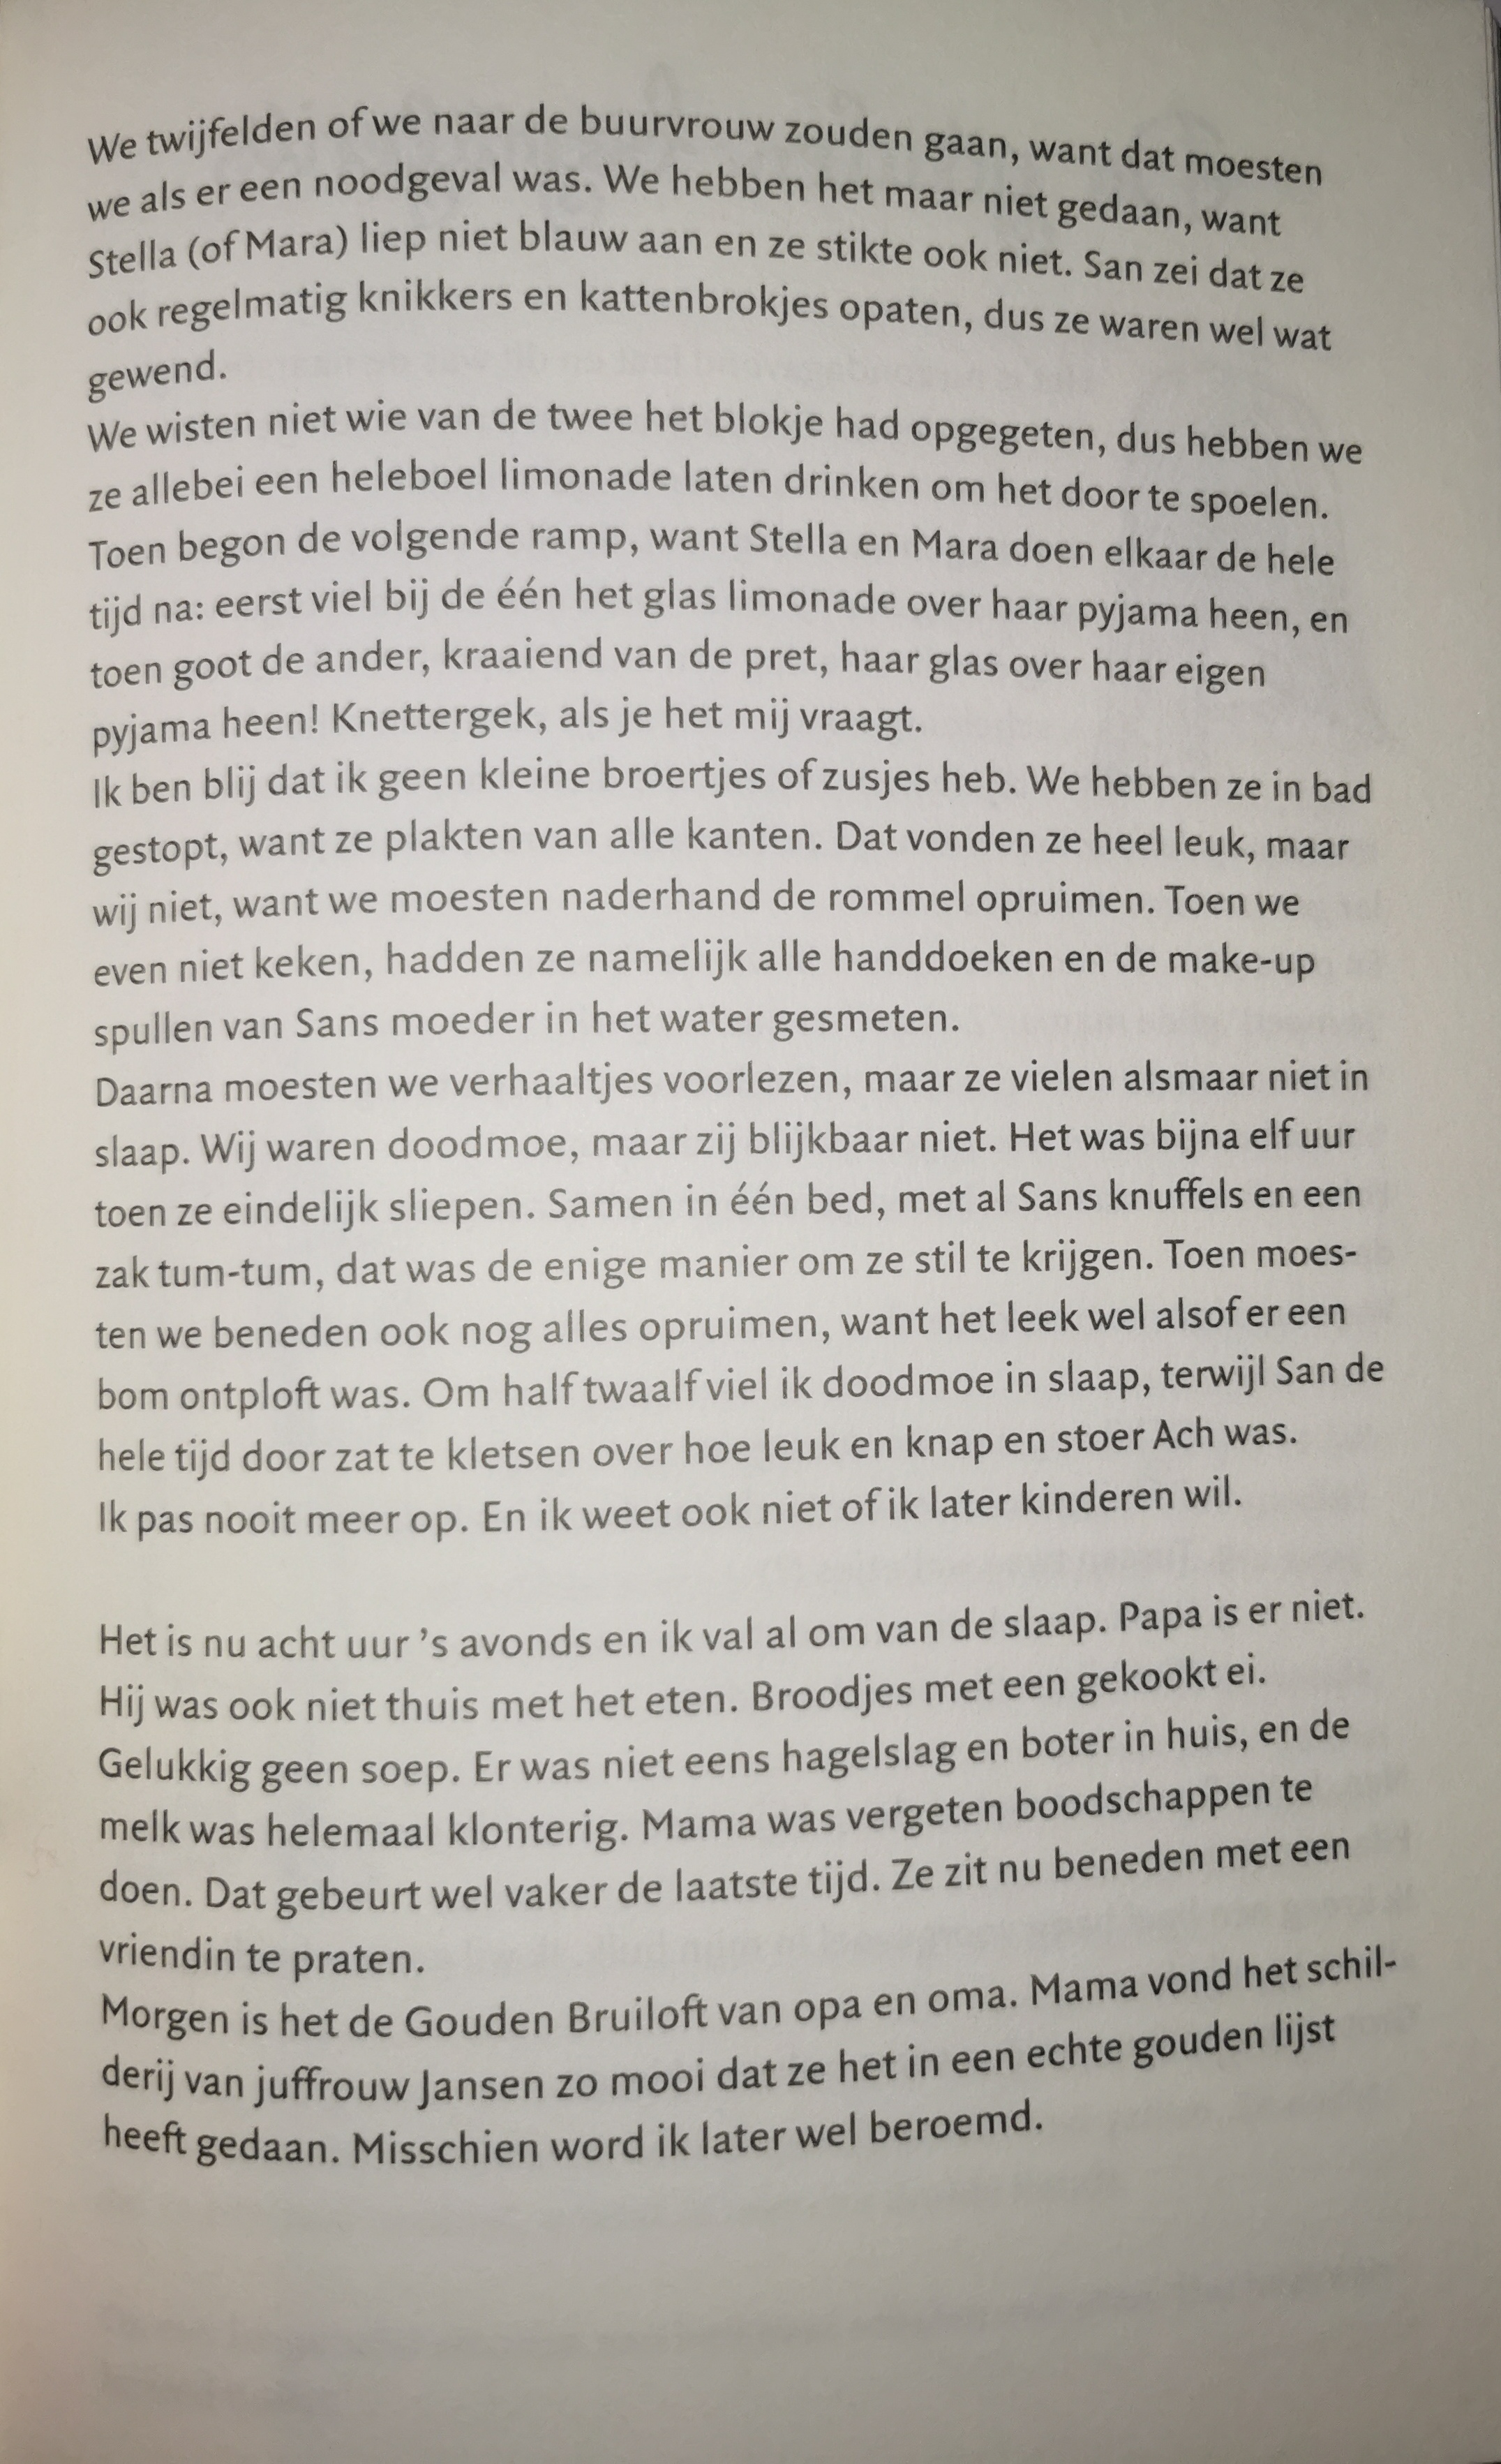 We twijfelden of we naar de buurvrouw zouden gaan, want dat moesten
we als er een noodgeval was. We hebben het maar niet gedaan, want
Stella (of Mara) liep niet blauw aan en ze stikte ook niet. San zei dat ze
ook regelmatig knikkers en kattenbrokjes opaten, dus ze waren wel wat
gewend.
We wisten niet wie van de twee het blokje had opgegeten, dus hebben we
ze allebei een heleboel limonade laten drinken om het door te spoelen.
Toen begon de volgende ramp, want Stella en Mara doen elkaar de hele
tijd na: eerst viel bij de één het glas limonade over haar pyjama heen, en
toen goot de ander, kraaiend van de pret, haar glas over haar eigen
pyjama heen! Knettergek, als je het mij vraagt.
Ik ben blij dat ik geen kleine broertjes of zusjes heb. We hebben ze in bad
gestopt, want ze plakten van alle kanten. Dat vonden ze heel leuk, maar
wij niet, want we moesten naderhand de rommel opruimen. Toen we
even niet keken, hadden ze namelijk alle handdoeken en de make-up
spullen van Sans moeder in het water gesmeten.
Daarna moesten we verhaaltjes voorlezen, maar ze vielen alsmaar niet in
slaap. Wij waren doodmoe, maar zij blijkbaar niet. Het was bijna elf uur
toen ze eindelijk sliepen. Samen in één bed, met al Sans knuffels en een
zak tum-tum, dat was de enige manier om ze stil te krijgen. Toen moes-
ten we beneden ook nog alles opruimen, want het leek wel alsof er een
bom ontploft was. Om half twaalf viel ik doodmoe in slaap, terwijl San de
hele tijd door zat te kletsen over hoe leuk en knap en stoer Ach was.
Ik pas nooit meer op. En ik weet ook niet of ik later kinderen wil.
Het is nu acht uur 's avonds en ik val al om van de slaap. Papa is er niet.
Hij was ook niet thuis met het eten. Broodjes met een gekookt ei.
Gelukkig geen soep. Er was niet eens hagelslag en boter in huis, en de
melk was helemaal klonterig. Mama was vergeten boodschappen te
doen. Dat gebeurt wel vaker de laatste tijd. Ze zit nu beneden met een
vriendin te praten.
Morgen is het de Gouden Bruiloft van opa en oma. Mama vond het schil-
derij van juffrouw Jansen zo mooi dat ze het in een echte gouden lijst
heeft gedaan. Misschien word ik later wel beroemd.